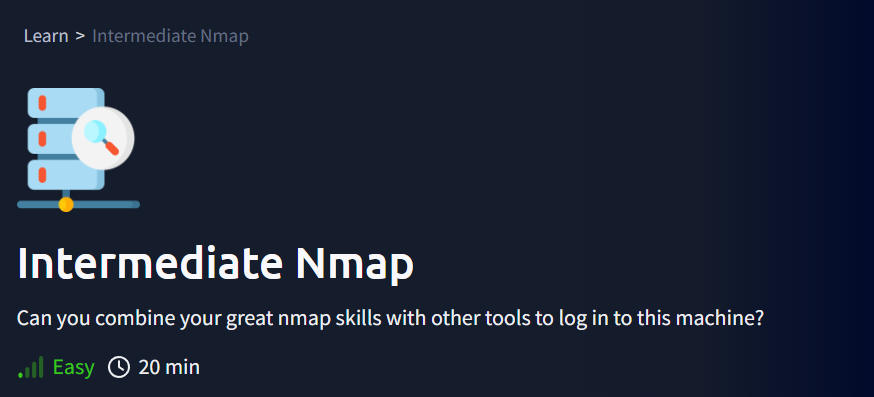 Learn > Intermediate Nmap
Intermediate Nmap
Can you combine your great nmap skills with other tools to log in to this machine?
Easy 20 min